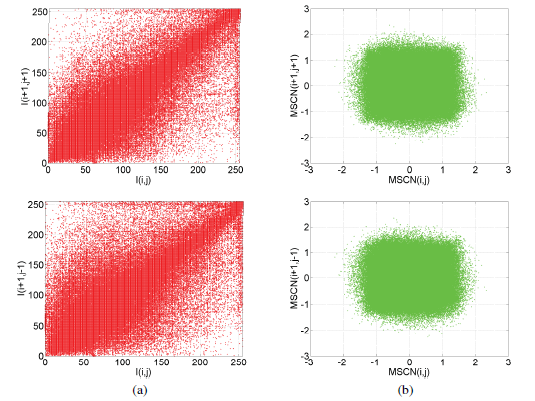 250
200
150
100
50
0
I(i+1,j+1)
0 50 100 150 200 250
I(i,j)
3
2
1
0
-1
-2
-3
MSCN(i+1,j+1)
-3 -2 -1 0 1 2 3
MSCN(i,j)
250
200
150
100
50
0
I(i+1,j-1)
0 50 100 150 200 250
I(i,j)
3
2
1
0
-1
-2
-3
MSCN(i+1,j-1)
-3 -2 -1 0 1 2 3
MSCN(i,j)
(a) (b)